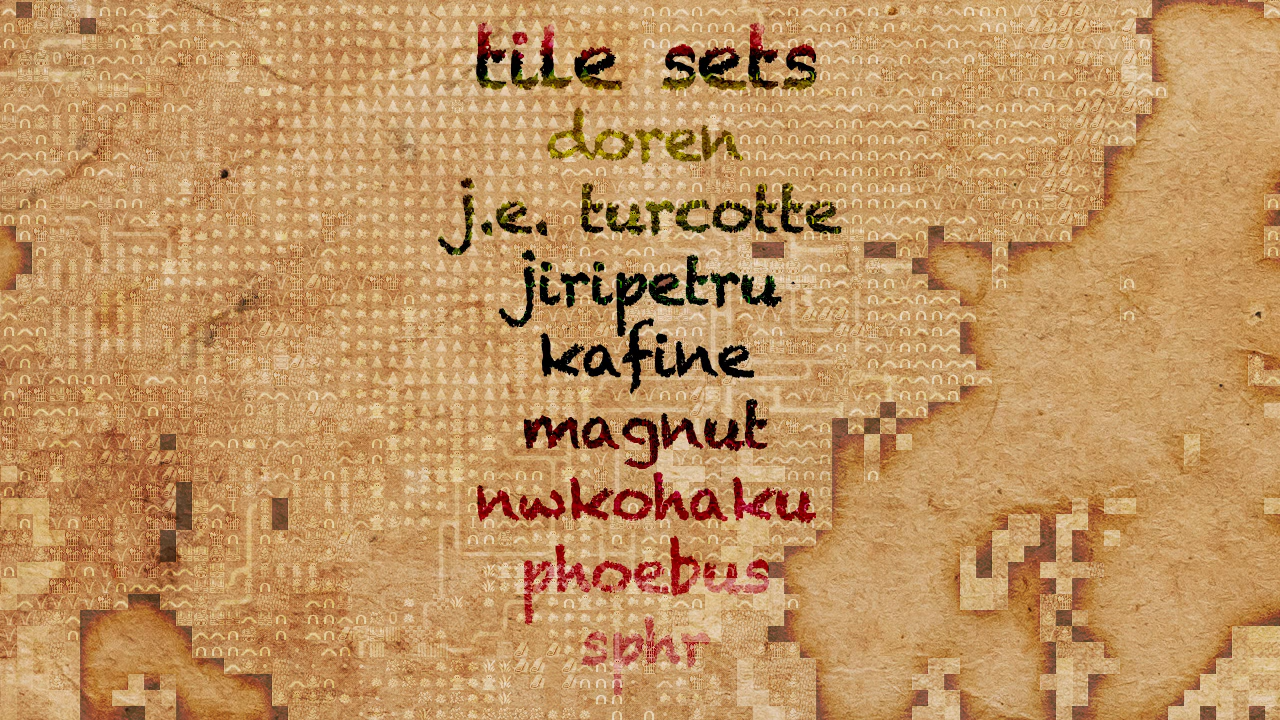 tile sets
doren
j.e. turcotte
jiripetru
kafine
magnut
nwkohaku
phoebus
sphr